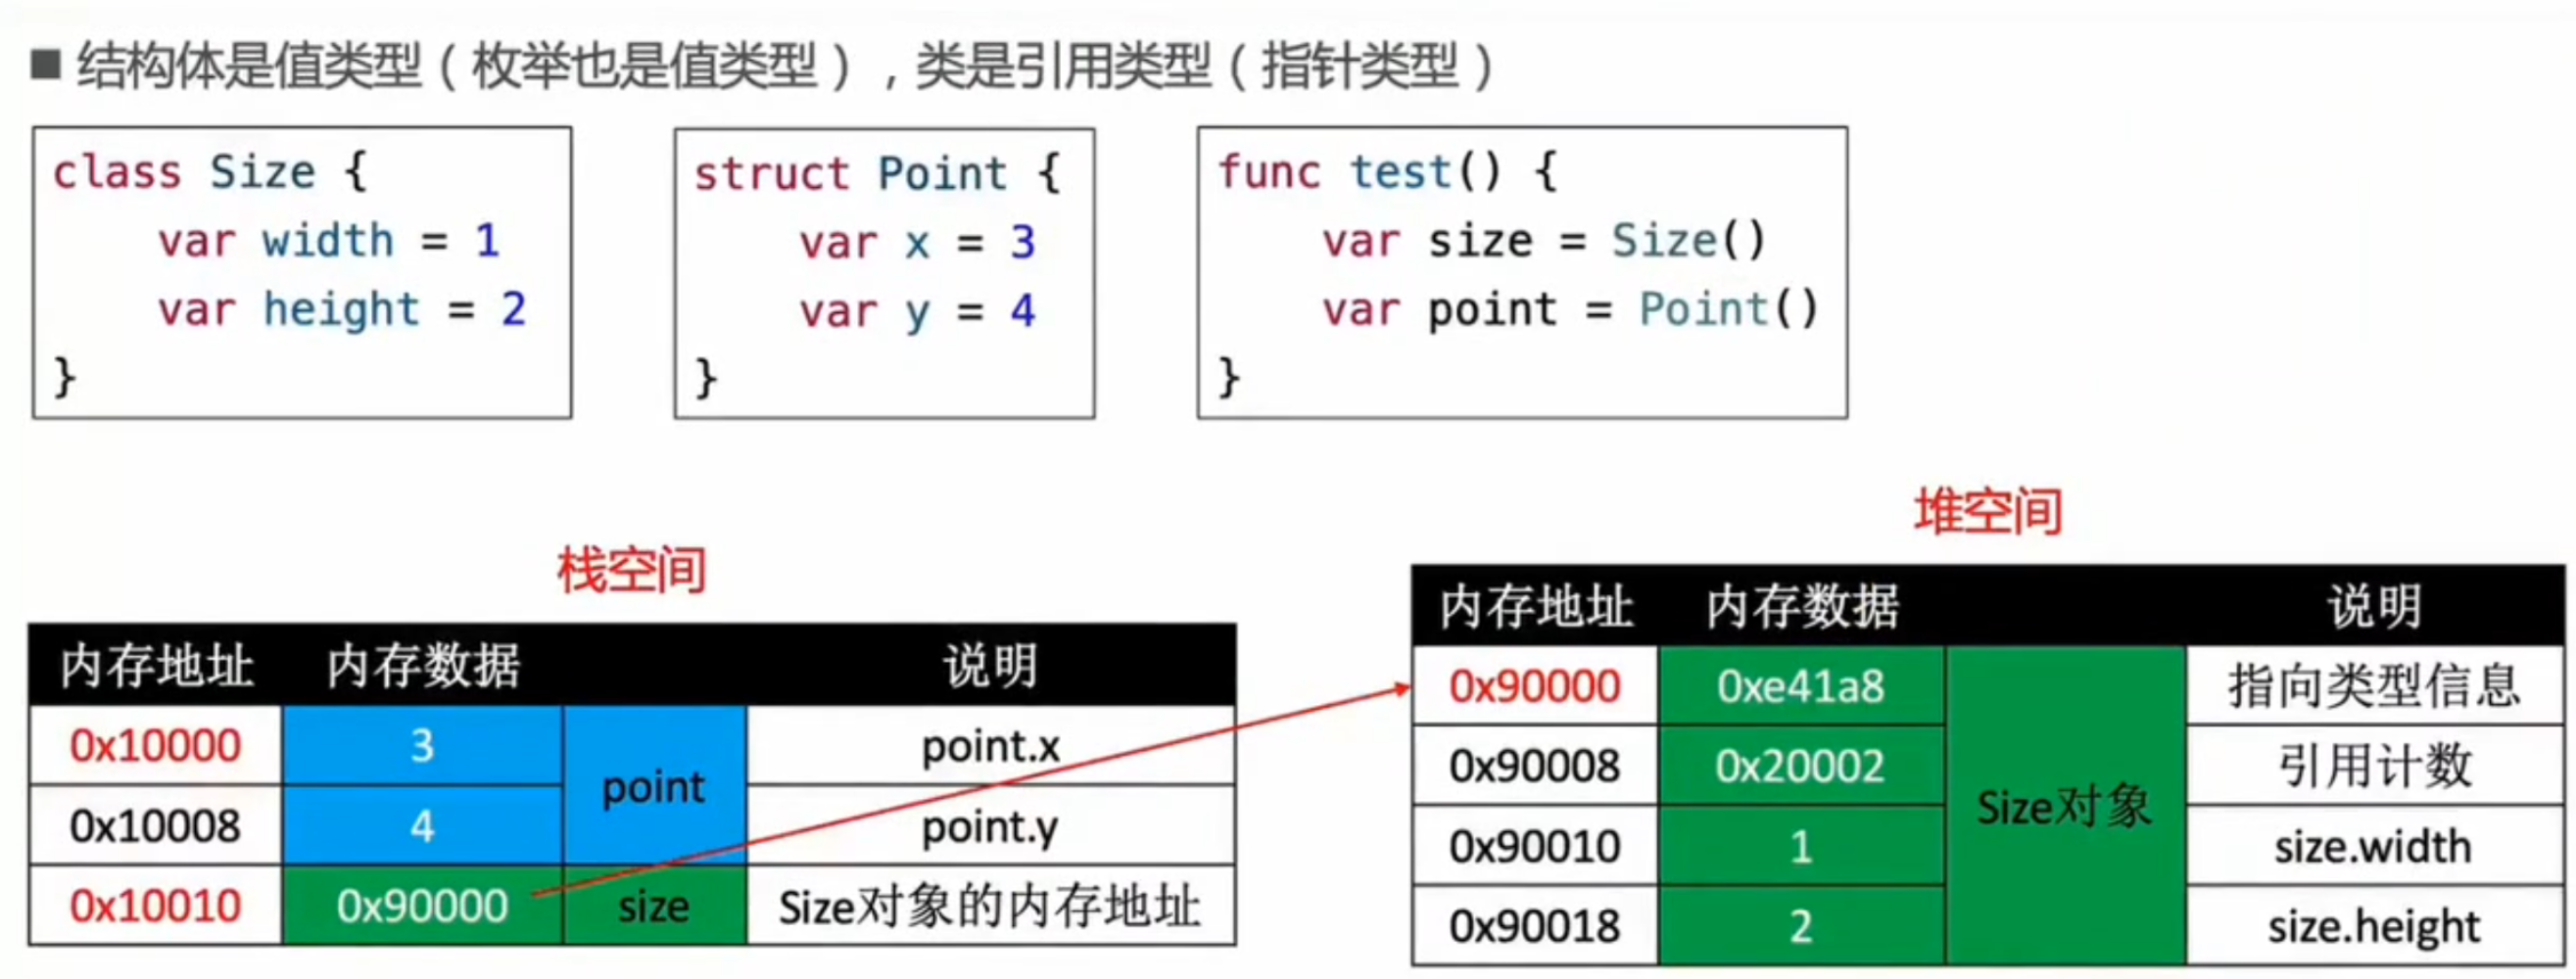 ■ 结构体是值类型（枚举也是值类型），类是引用类型（指针类型）
class Size {
var width = 1
var height = 2
}
struct Point {
var x = 3
var y = 4
}
func test() {
var size = Size()
var point = Point()
}
栈空间
内存地址 内存数据 说明
0x10000 3 point point.x
0x10008 4 point.y
0x10010 0x90000 size Size对象的内存地址
堆空间
内存地址 内存数据 说明
0x90000 0xe41a8 Size对象 指向类型信息
0x90008 0x20002 引用计数
0x90010 1 size.width
0x90018 2 size.height